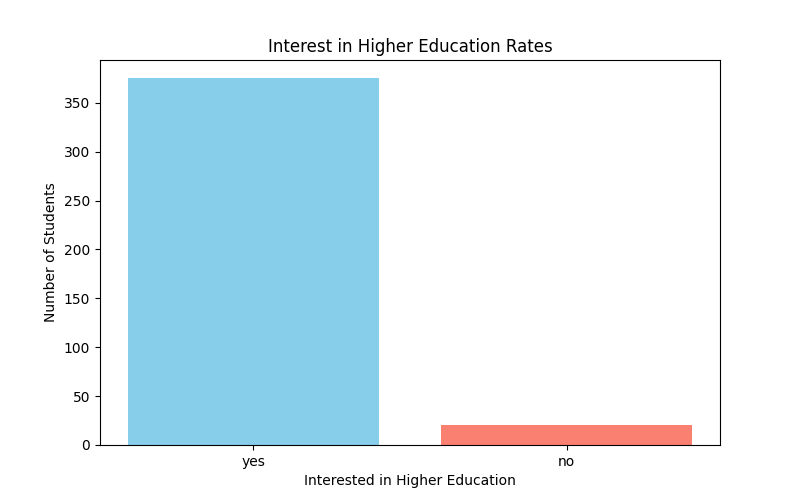 Interest in Higher Education Rates
Number of Students
350
300
250
200
150
100
50
0
yes
no
Interested in Higher Education